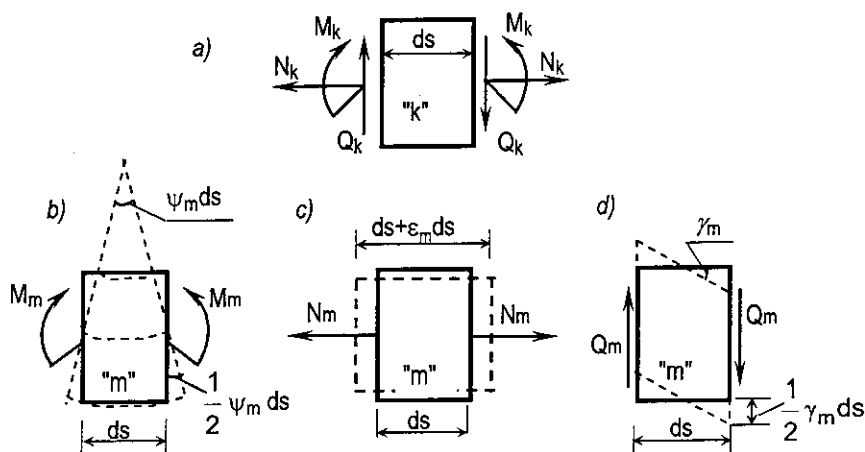 a)
M_k
ds
M_k
N_k
N_k
"k"
Q_k
Q_k
b)
ψ_m ds
c)
ds+ε_m ds
d)
γ_m
M_m
M_m
N_m
N_m
Q_m
Q_m
"m"
"m"
"m"
1/2 ψ_m ds
1/2 γ_m ds
ds
ds
ds